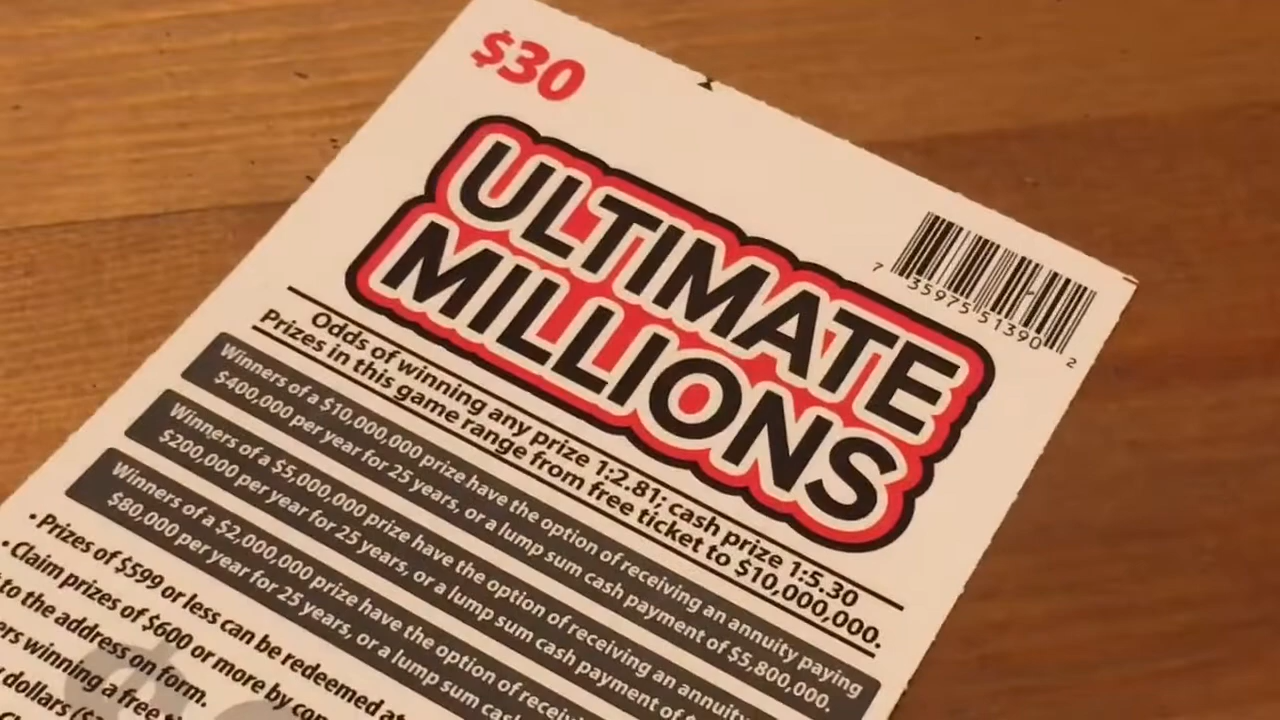 $30
ULTIMATE
MILLIONS
7 35975 51390 2
Odds of winning any prize 1:2.81; cash prize 1:5.30
Prizes in this game range from free ticket to $10,000,000.
Winners of a $10,000,000 prize have the option of receiving an annuity paying
$400,000 per year for 25 years, or a lump sum cash payment of $5,800,000.
Winners of a $5,000,000 prize have the option of receiving an annuity
$200,000 per year for 25 years, or a lump sum cash payment of
Winners of a $2,000,000 prize have the option of
$80,000 per year for 25 years, or a lump sum
• Prizes of $599 or less can be redeemed at
• Claim prizes of $600 or more by
to the address on form.
winning a free
dollars